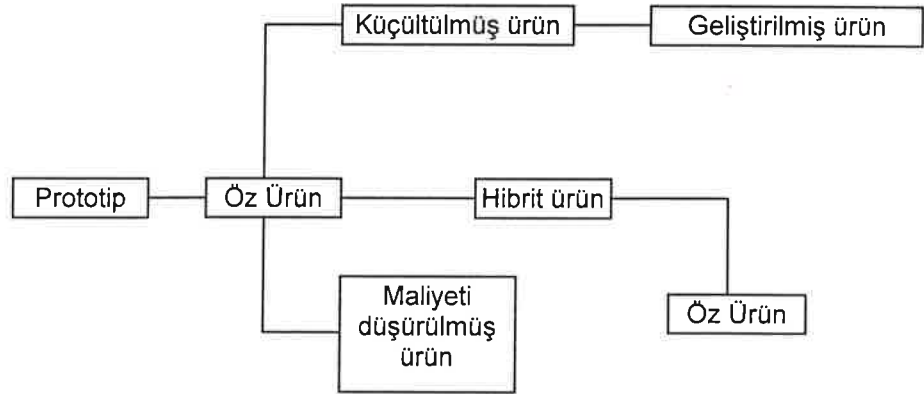 Küçültülmüş ürün
Geliştirilmiş ürün
Prototip
Öz Ürün
Hibrit ürün
Maliyeti
düşürülmüş
ürün
Öz Ürün